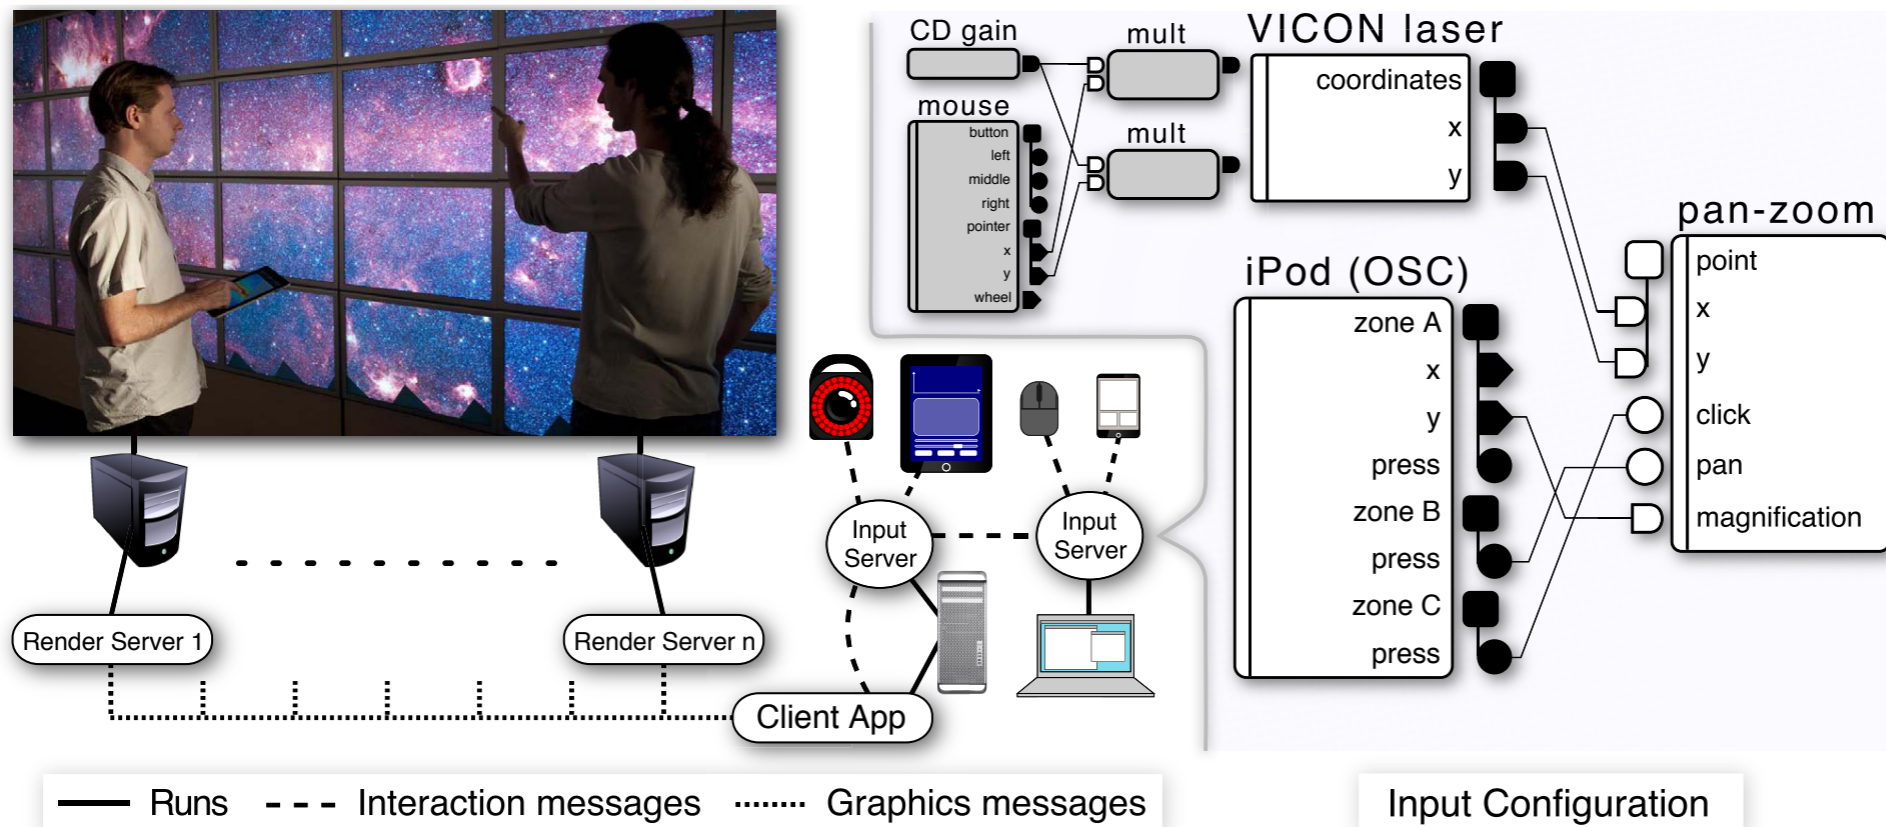 CD gain
mult
VICON laser
coordinates
x
y
mouse
button
left
middle
right
pointer
x
y
wheel
mult
pan-zoom
point
x
y
click
pan
magnification
iPod (OSC)
zone A
x
y
press
zone B
press
zone C
press
Input
Server
Input
Server
Render Server 1
Render Server n
Client App
Runs
Interaction messages
Graphics messages
Input Configuration